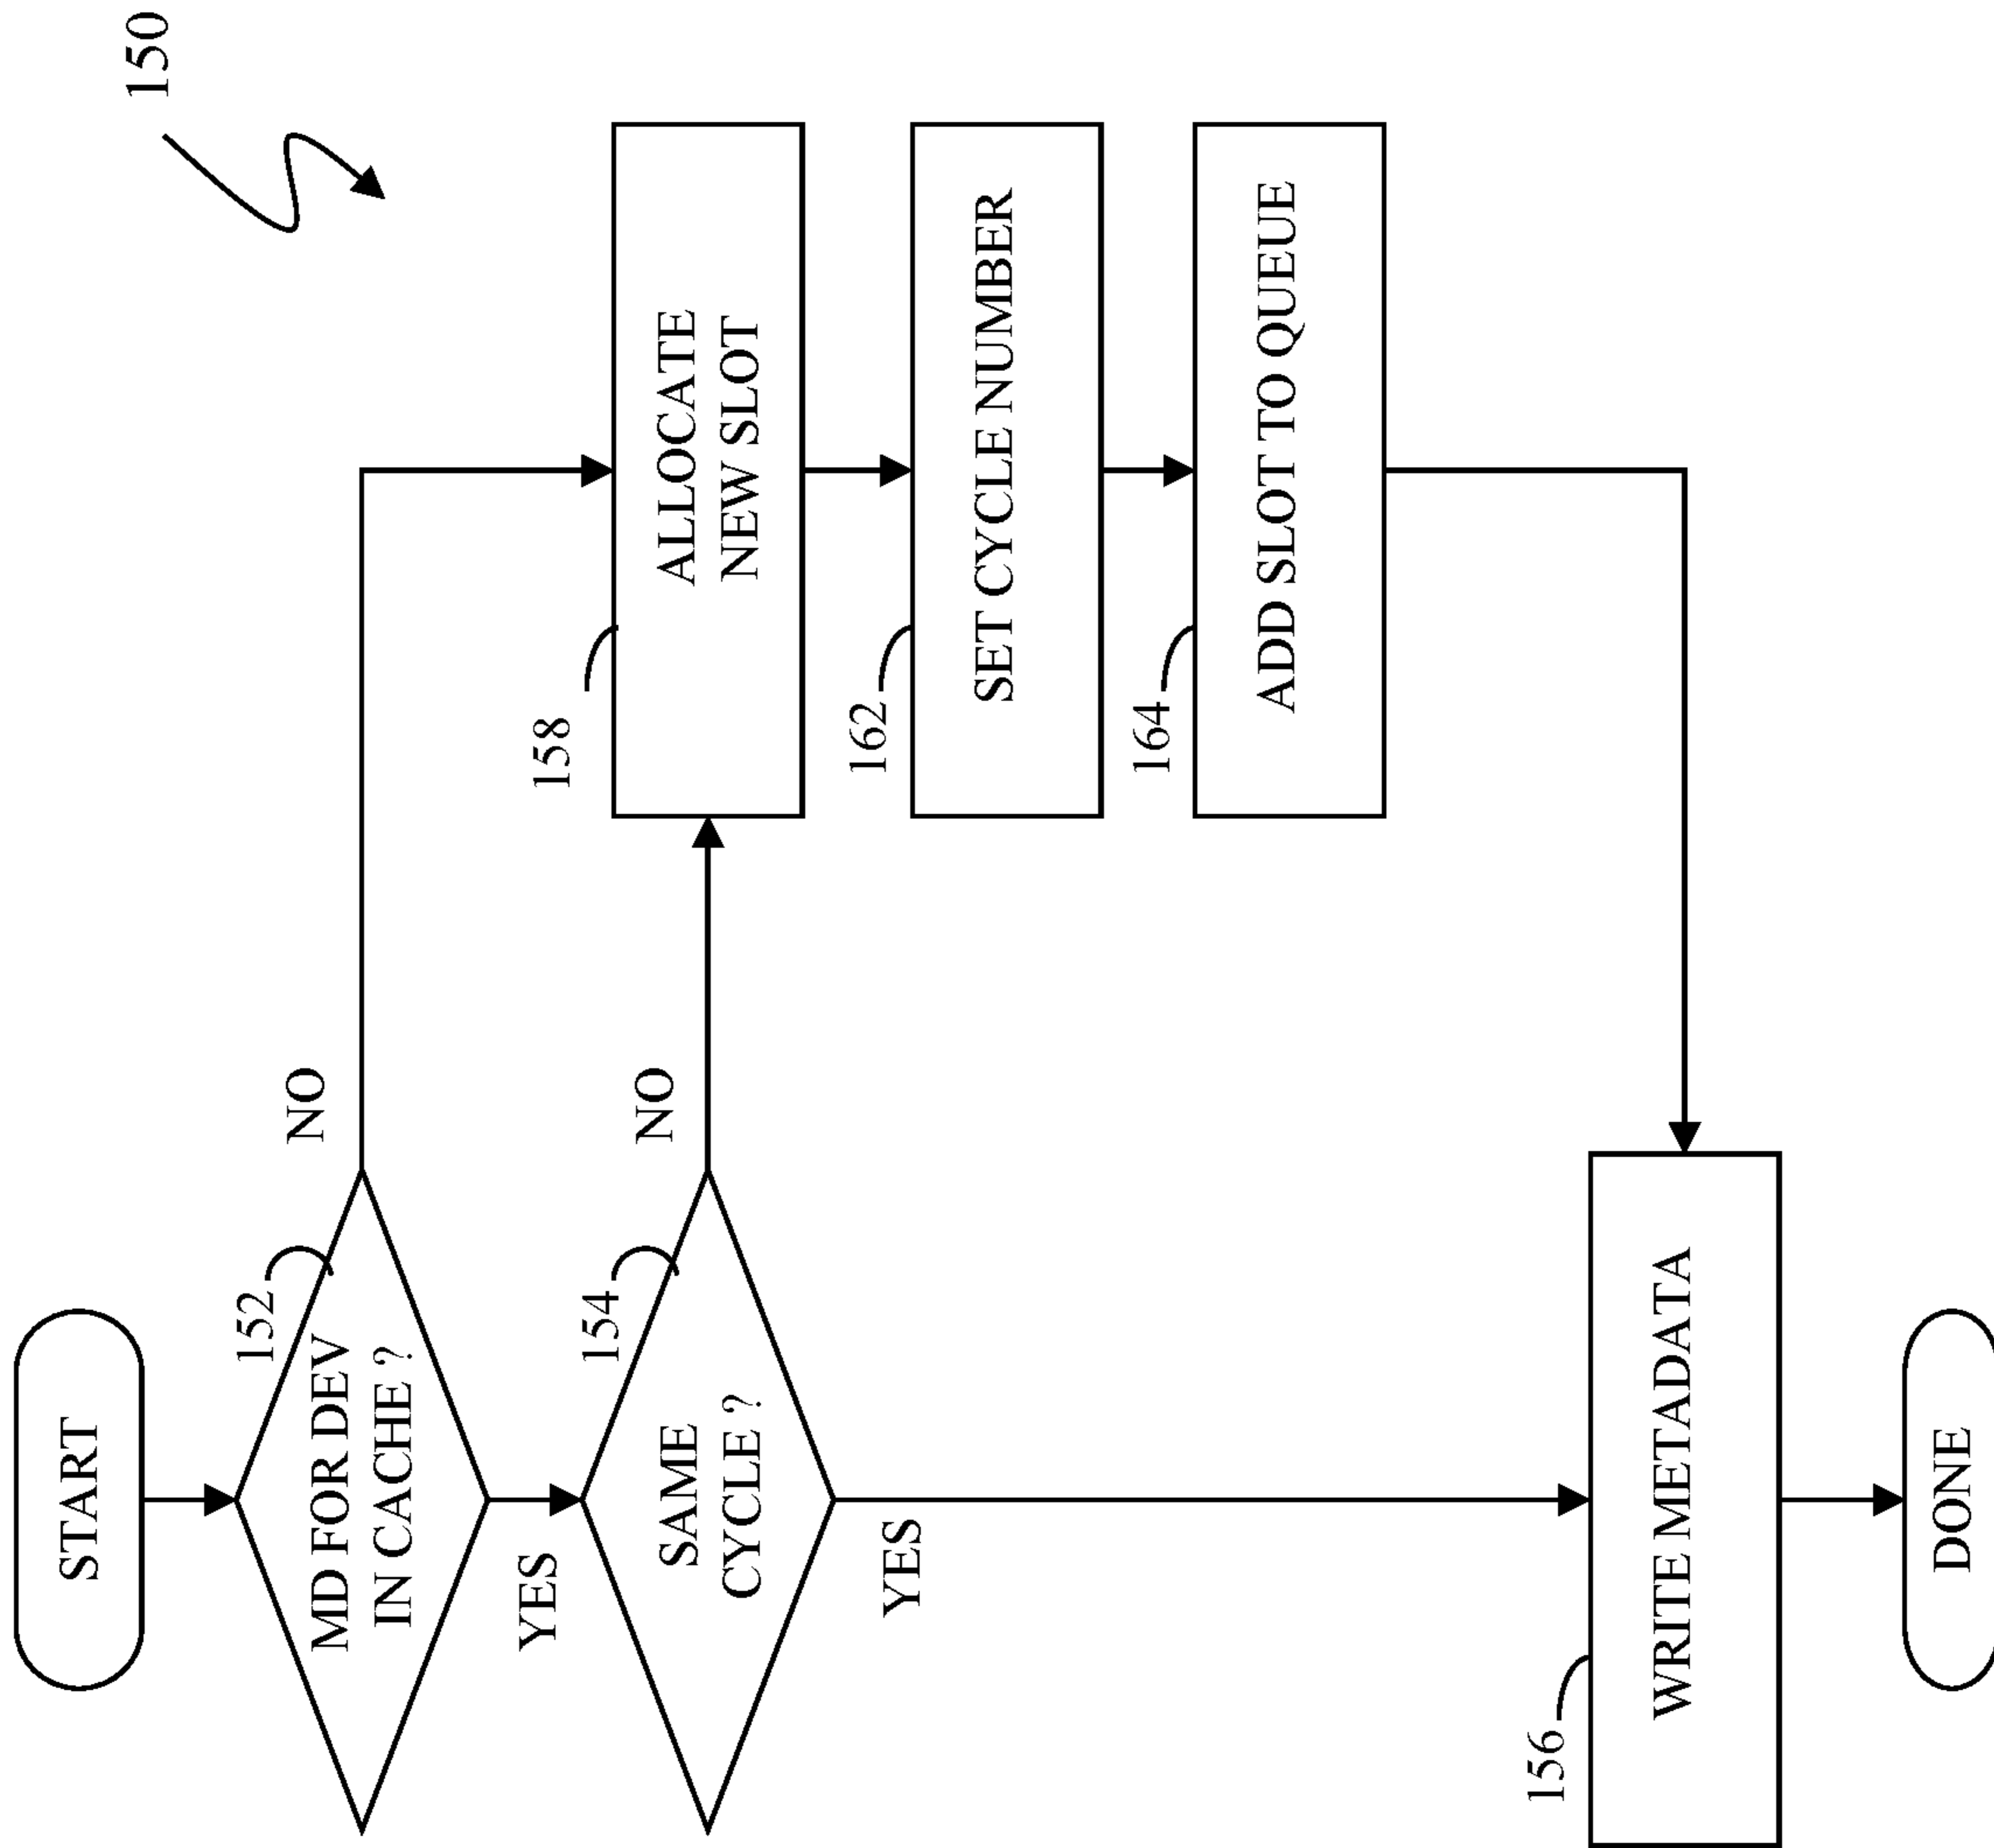 150
START
152
MD FOR DEV
IN CACHE ?
NO
YES
154
SAME
CYCLE ?
NO
YES
158
ALLOCATE
NEW SLOT
162
SET CYCLE NUMBER
164
ADD SLOT TO QUEUE
156
WRITE METADATA
DONE